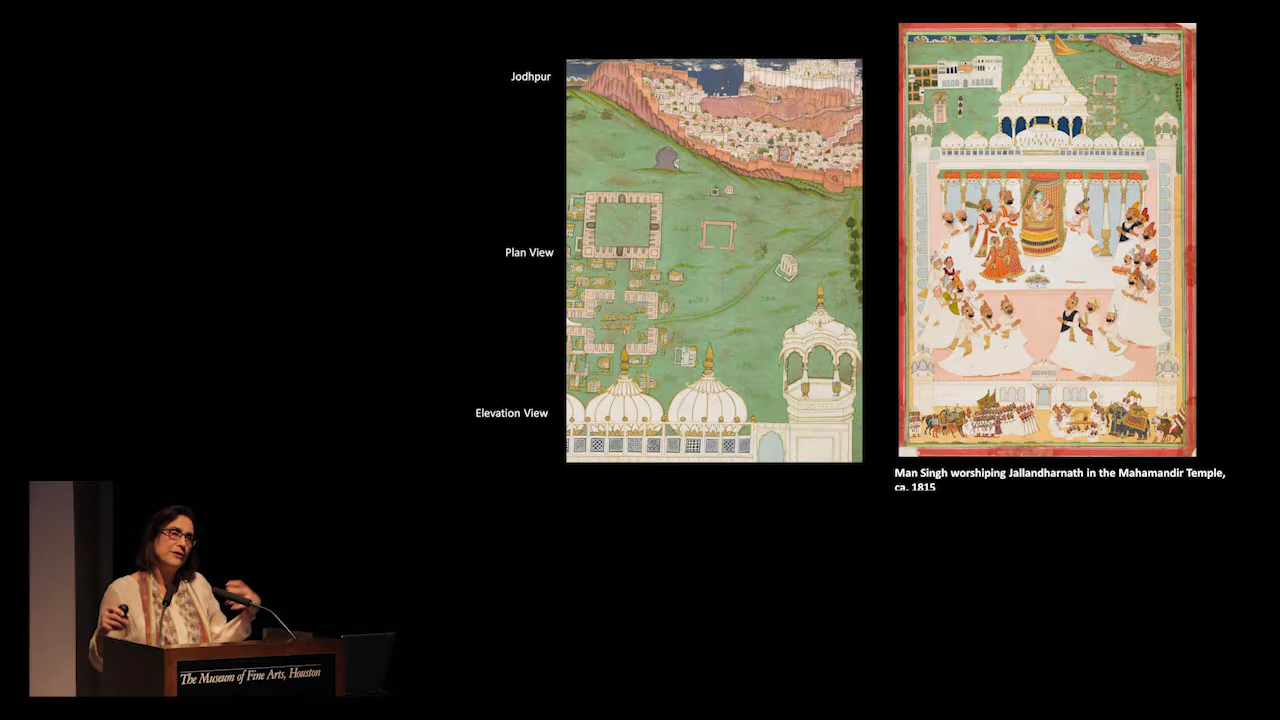 Jodhpur
Plan View
Elevation View
Man Singh worshiping Jallandharnath in the Mahamandir Temple,
ca. 1815
The Museum of Fine Arts, Houston